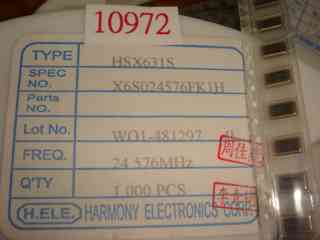 10972
TYPE HSX631S
SPEC NO. X6S024576FK1H
Parts NO.
Lot No. WO1-481297
FREQ. 24.576MHz
Q'TY 1,000 PCS
H.ELE. HARMONY ELECTRONICS CORP.